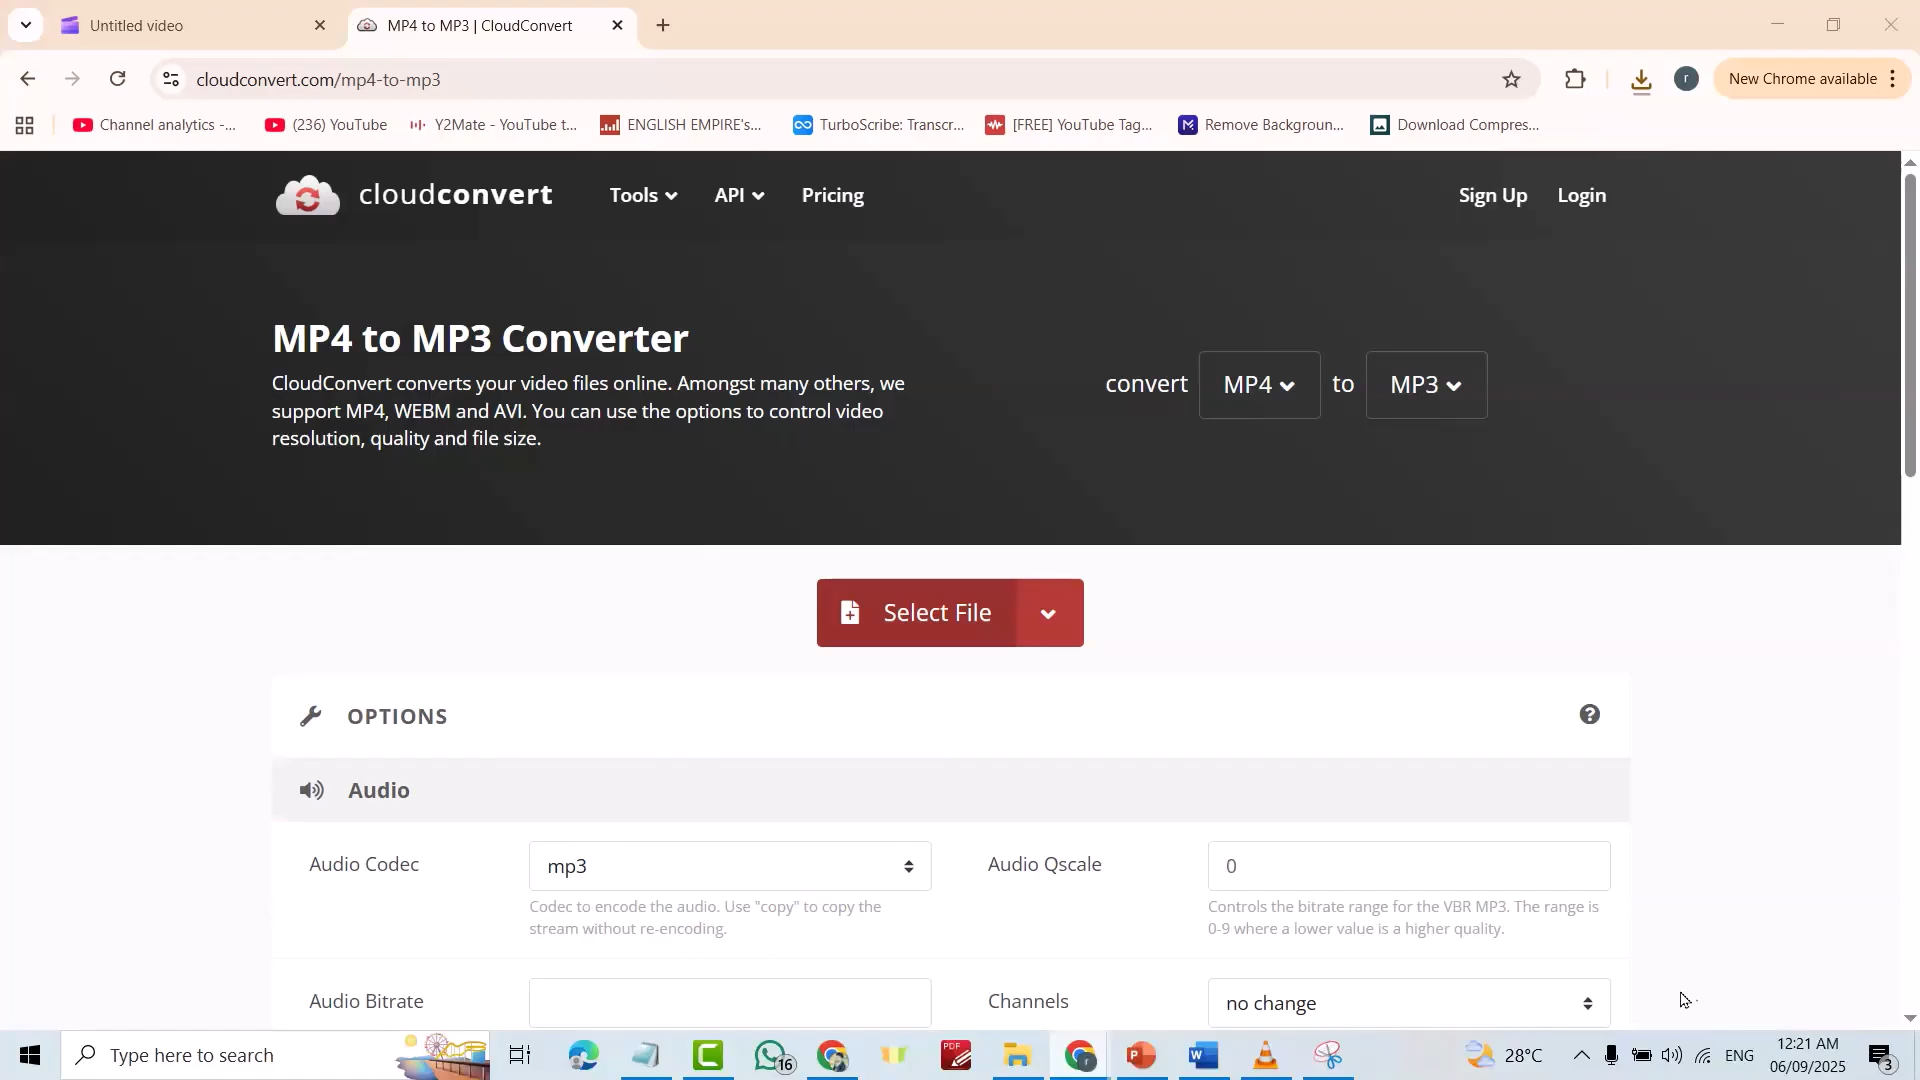 Untitled video
MP4 to MP3 | CloudConvert
cloudconvert.com/mp4-to-mp3
r
New Chrome available
Channel analytics -...
(236) YouTube
Y2Mate - YouTube t...
ENGLISH EMPIRE's...
TurboScribe: Transcr...
[FREE] YouTube Tag...
Remove Backgroun...
Download Compres...
cloudconvert
Tools
API
Pricing
Sign Up
Login
MP4 to MP3 Converter
CloudConvert converts your video files online. Amongst many others, we
support MP4, WEBM and AVI. You can use the options to control video
resolution, quality and file size.
convert
MP4
to
MP3
Select File
OPTIONS
Audio
Audio Codec
mp3
Codec to encode the audio. Use "copy" to copy the
stream without re-encoding.
Audio Qscale
0
Controls the bitrate range for the VBR MP3. The range is
0-9 where a lower value is a higher quality.
Audio Bitrate
Channels
no change
Type here to search
16
PDF
28°C
ENG
12:21 AM
06/09/2025
3